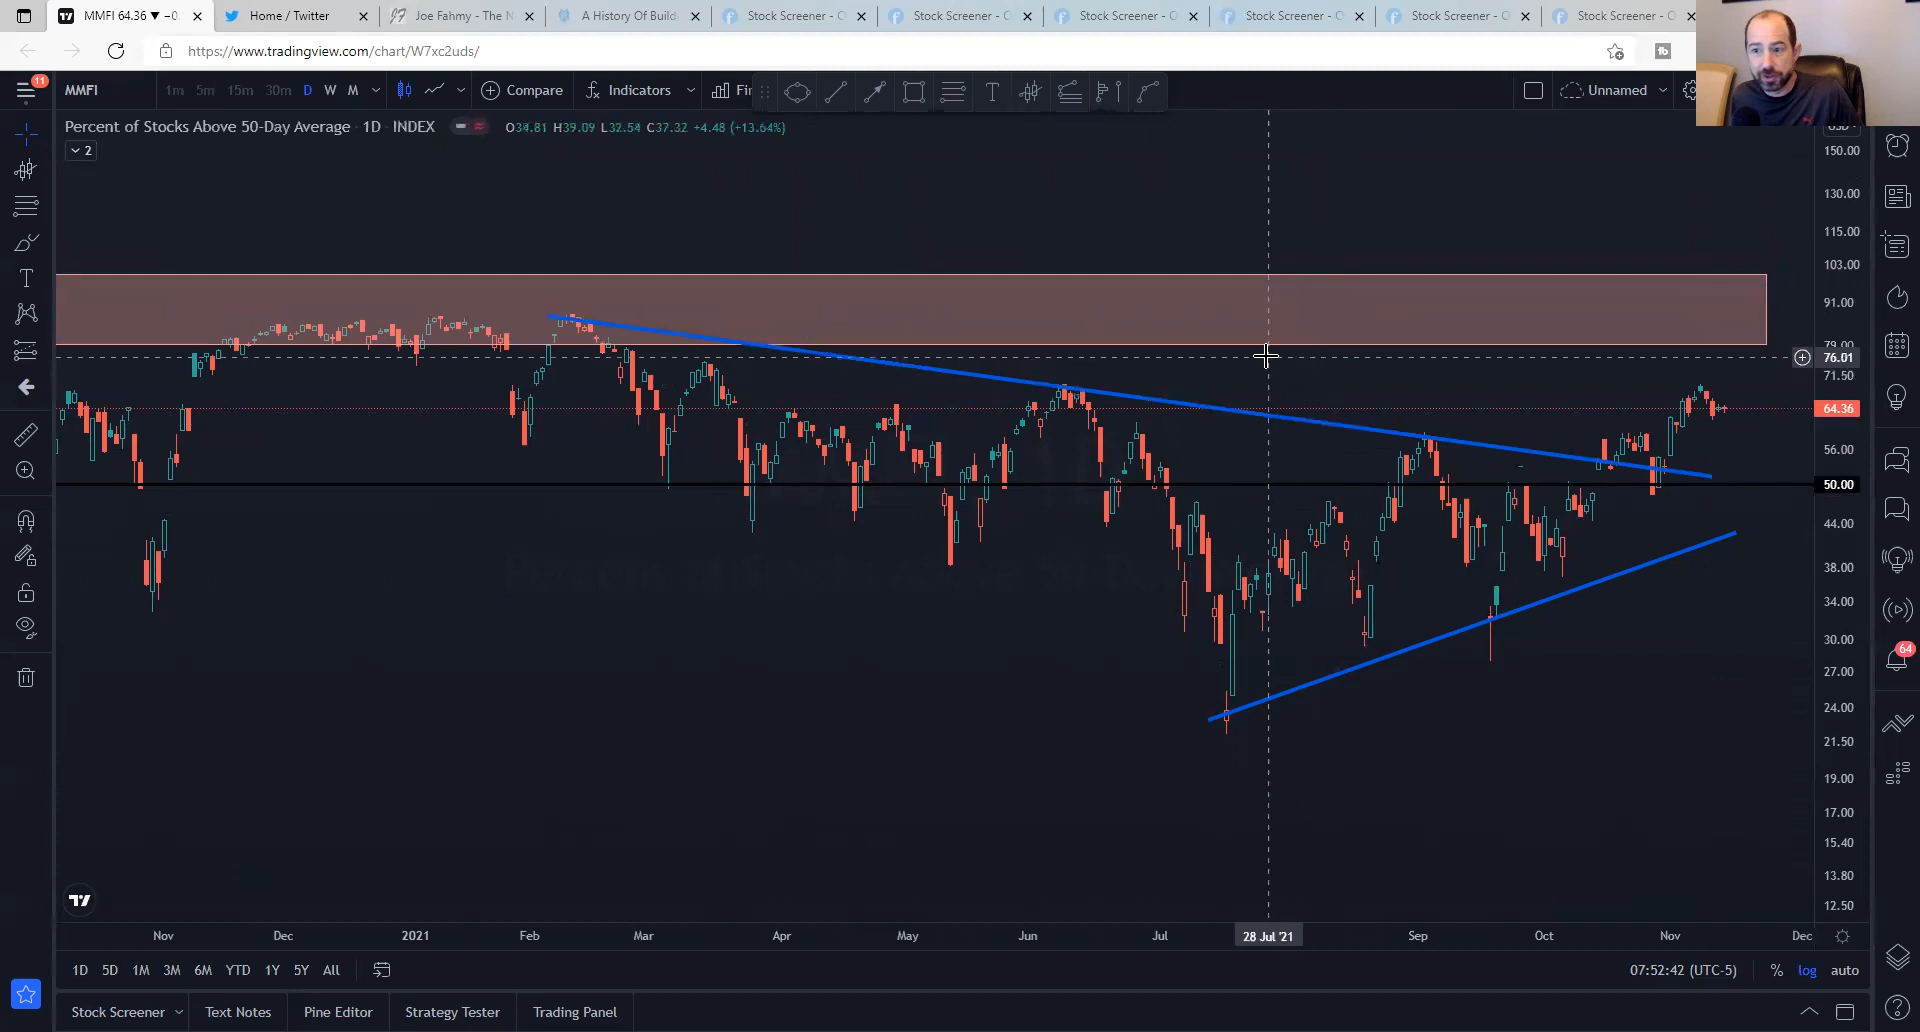 MMFI 64.36 ▼ −0.
Home / Twitter
Joe Fahmy - The N
A History Of Build
Stock Screener - O
Stock Screener - O
Stock Screener - O
Stock Screener - O
Stock Screener - O
Stock Screener - O
https://www.tradingview.com/chart/W7xc2uds/
11
MMFI
1m 5m 15m 30m D W M
Compare
Indicators
Fin
T
Unnamed
Percent of Stocks Above 50-Day Average · 1D · INDEX
O34.81 H39.09 L32.54 C37.32 +4.48 (+13.64%)
2
USD
150.00
130.00
115.00
103.00
91.00
79.00
76.01
71.50
64.36
56.00
50.00
44.00
38.00
34.00
30.00
27.00
24.00
21.50
19.00
17.00
15.40
13.80
12.50
64
Nov Dec 2021 Feb Mar Apr May Jun Jul 28 Jul '21 Sep Oct Nov Dec
1D 5D 1M 3M 6M YTD 1Y 5Y All
07:52:42 (UTC-5) % log auto
Stock Screener Text Notes Pine Editor Strategy Tester Trading Panel